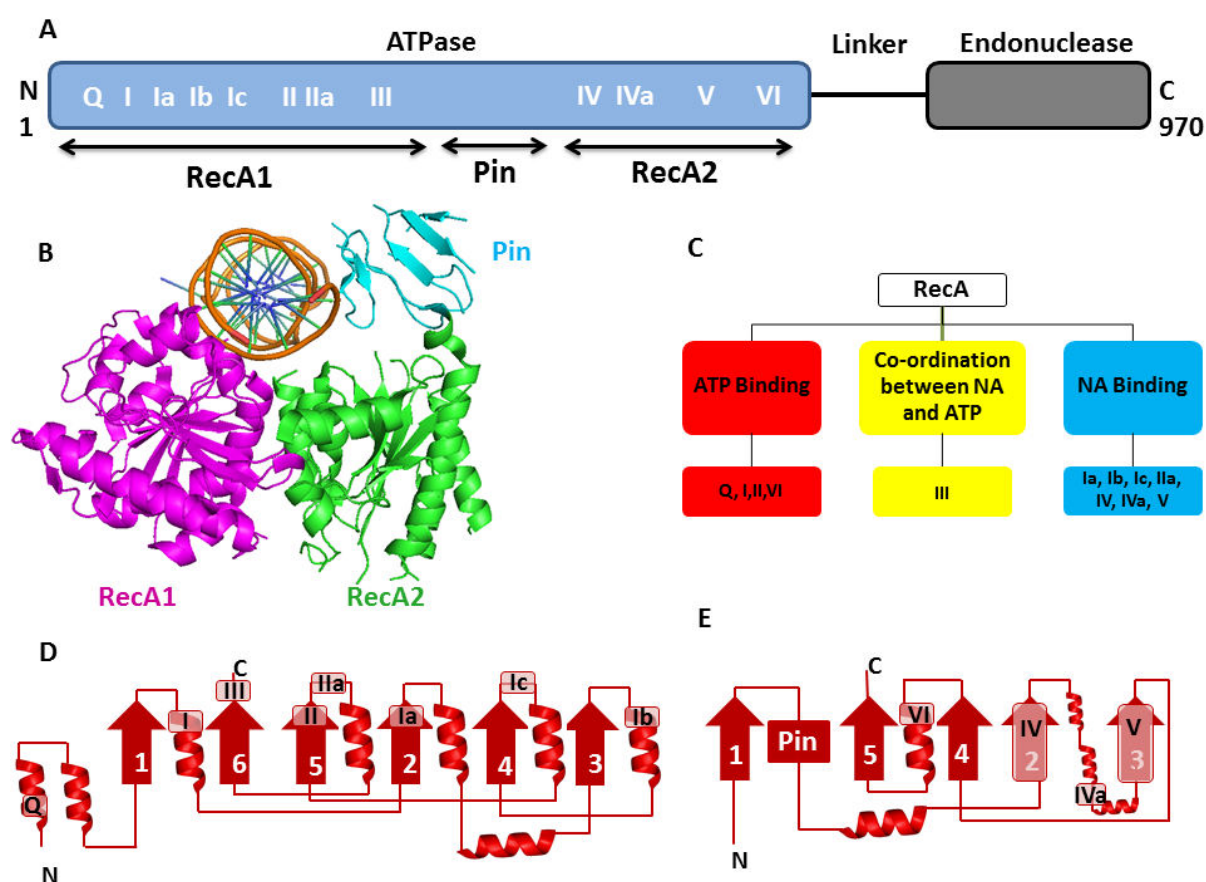 A
ATPase
Linker
Endonuclease
N
1
Q I Ia Ib Ic II IIa III IV IVa V VI
C
970
RecA1
Pin
RecA2
B
Pin
RecA1
RecA2
C
RecA
ATP Binding
Co-ordination
between NA
and ATP
NA Binding
Q, I,II,VI
III
Ia, Ib, Ic, IIa,
IV, IVa, V
D
C
III
IIa
Ic
I
II
Ia
Ib
1
6
5
2
4
3
Q
N
E
C
VI
IV
V
1
Pin
5
4
2
3
IVa
N